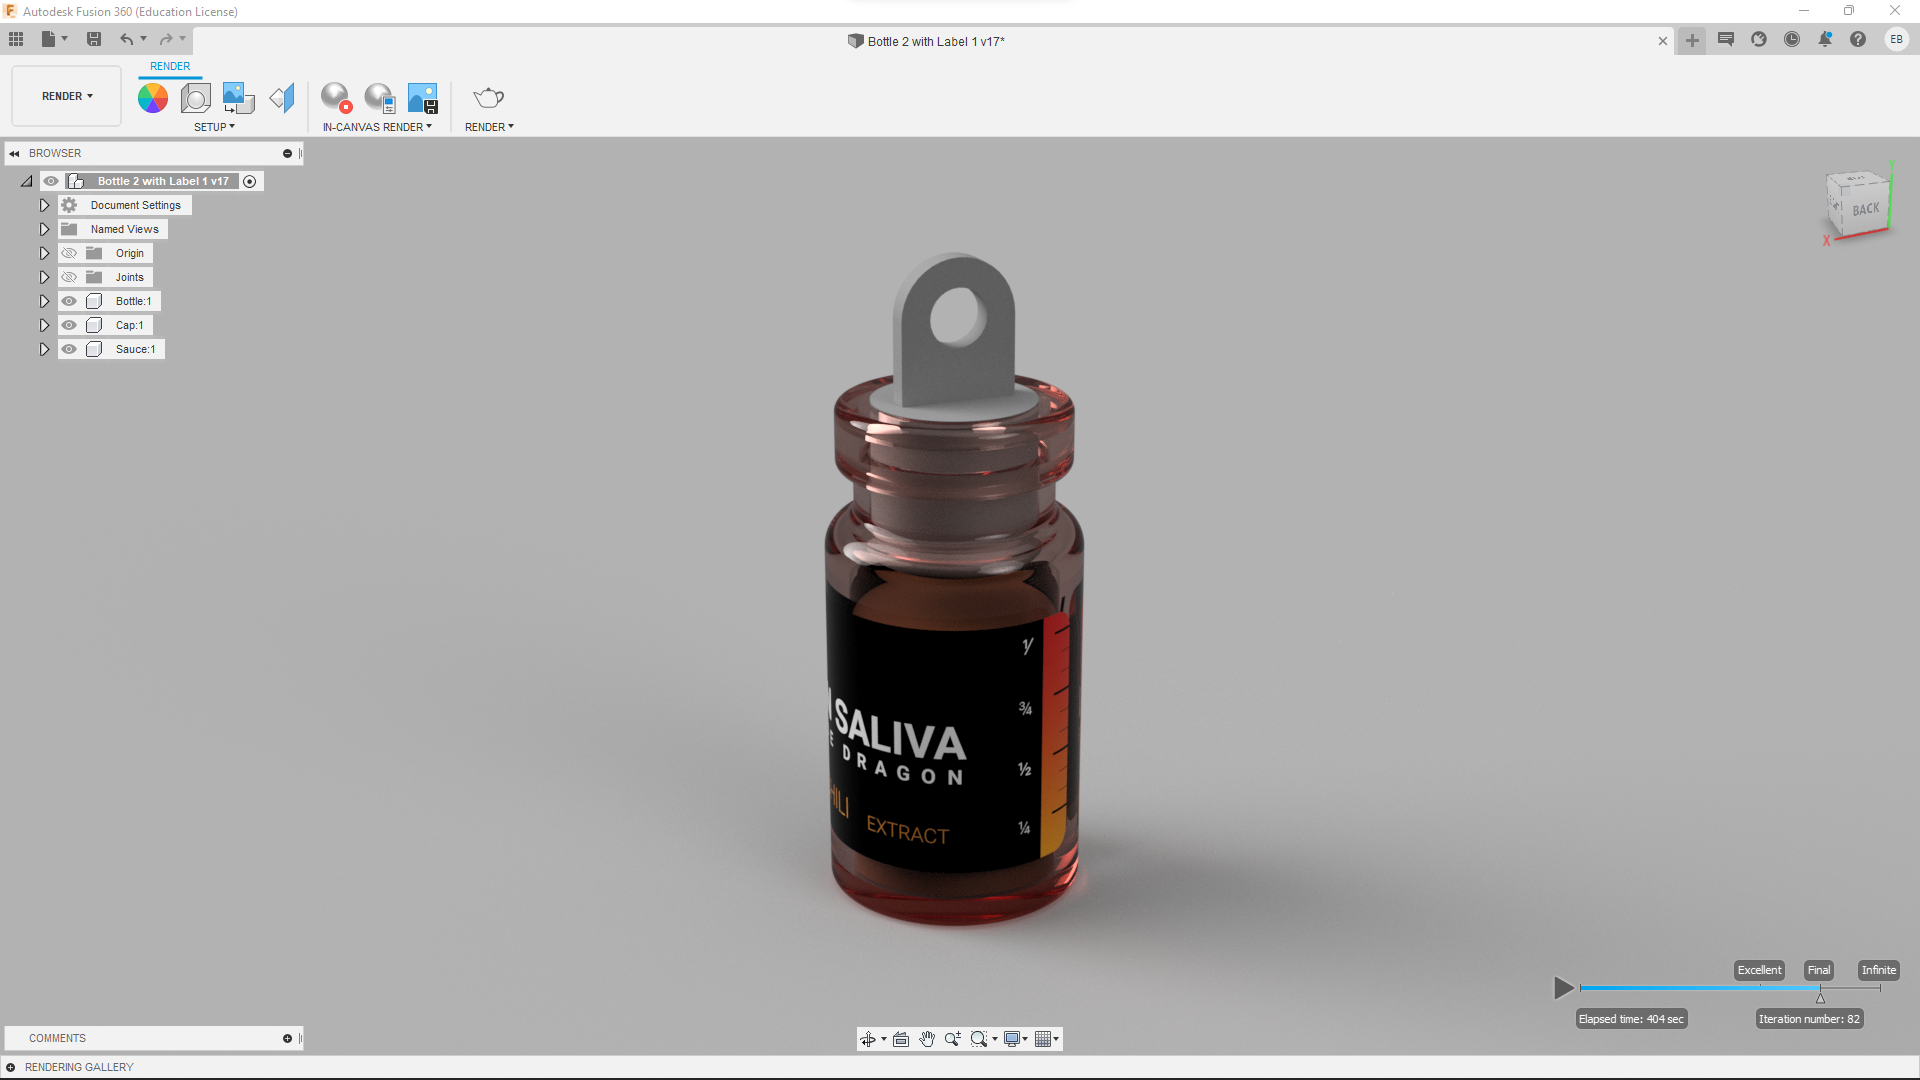 Autodesk Fusion 360 (Education License)
Bottle 2 with Label 1 v17*
EB
RENDER
RENDER
SETUP
IN-CANVAS RENDER
RENDER
BROWSER
Bottle 2 with Label 1 v17
Document Settings
Named Views
Origin
Joints
Bottle:1
Cap:1
Sauce:1
BACK
X
Y
1/
¾
SALIVA
DRAGON
½
EXTRACT
¼
Excellent
Final
Infinite
Elapsed time: 404 sec
Iteration number: 82
COMMENTS
RENDERING GALLERY